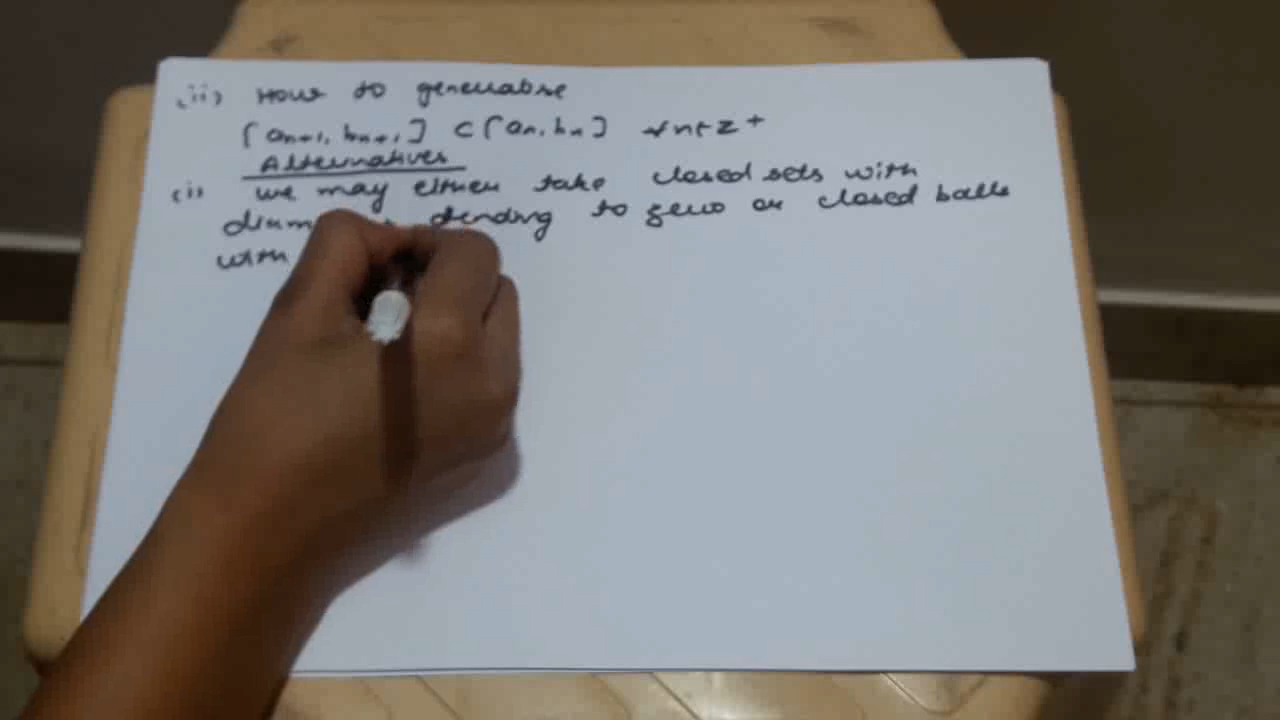 (ii) How to generalise
[an+1, bn+1] ⊂ [an, bn] ∀ n ∈ Z+
Alternatives
(i) we may either take closed sets with
tending to zero or closed balls
with